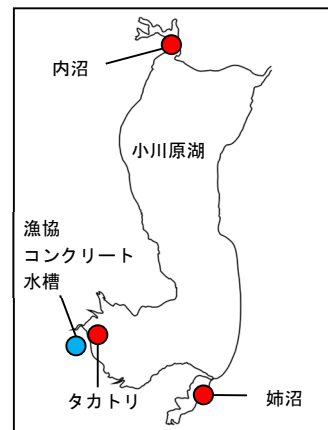 内沼
小川原湖
漁協
コンクリート
水槽
タカトリ
姉沼